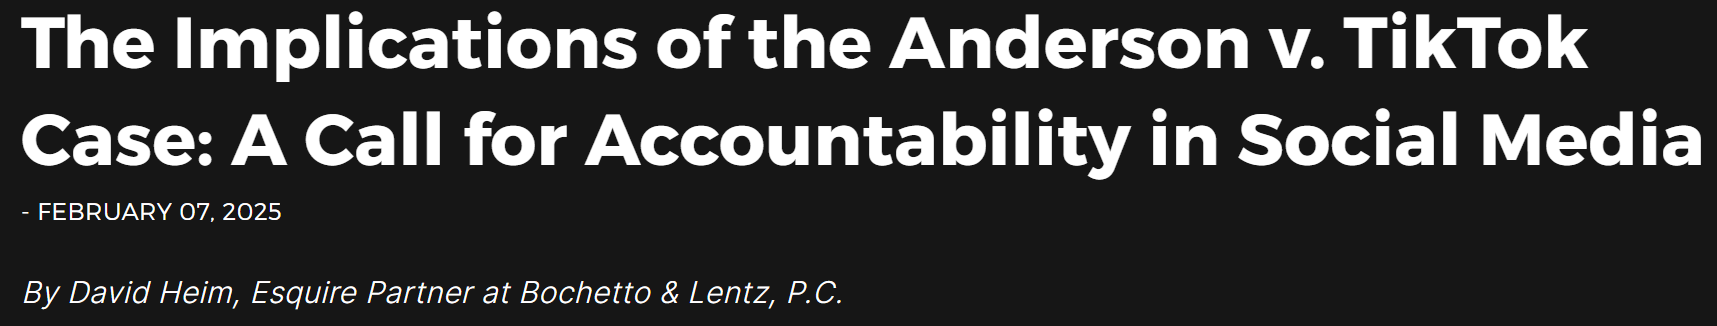 The Implications of the Anderson v. TikTok
Case: A Call for Accountability in Social Media
- FEBRUARY 07, 2025
By David Heim, Esquire Partner at Bochetto & Lentz, P.C.